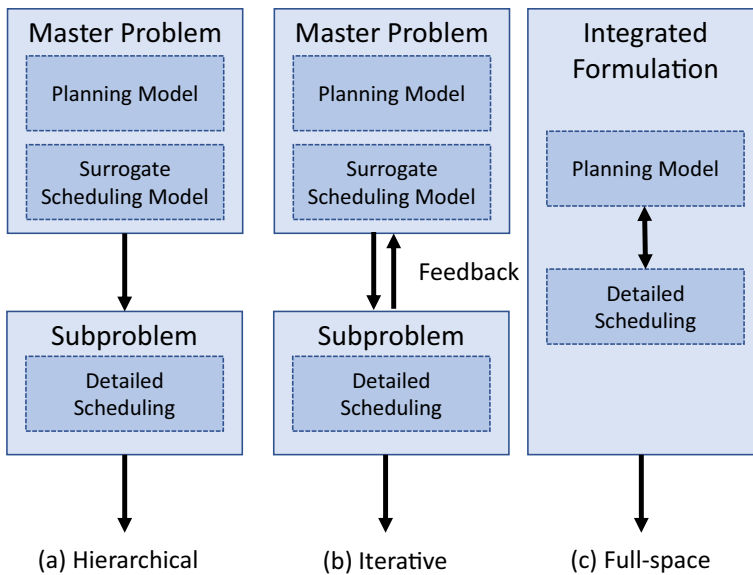 Master Problem
Planning Model
Surrogate
Scheduling Model
Subproblem
Detailed
Scheduling
(a) Hierarchical
Master Problem
Planning Model
Surrogate
Scheduling Model
Feedback
Subproblem
Detailed
Scheduling
(b) Iterative
Integrated
Formulation
Planning Model
Detailed
Scheduling
(c) Full-space